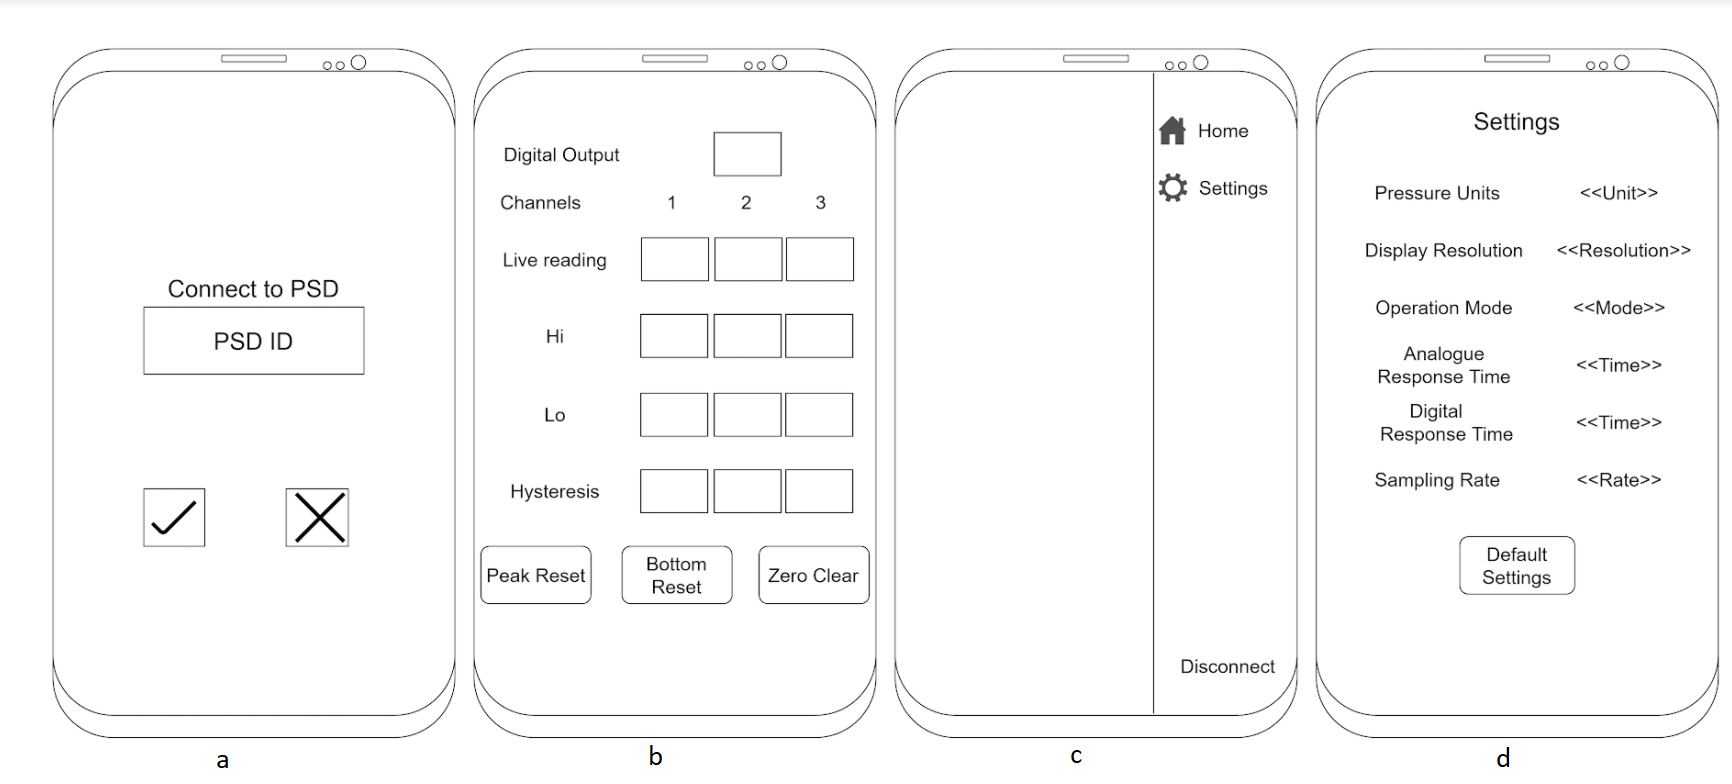 Connect to PSD
PSD ID
a
Digital Output
Channels 1 2 3
Live reading
Hi
Lo
Hysteresis
Peak Reset
Bottom
Reset
Zero Clear
b
Home
Settings
Disconnect
c
Settings
Pressure Units <<Unit>>
Display Resolution <<Resolution>>
Operation Mode <<Mode>>
Analogue
Response Time <<Time>>
Digital
Response Time <<Time>>
Sampling Rate <<Rate>>
Default
Settings
d